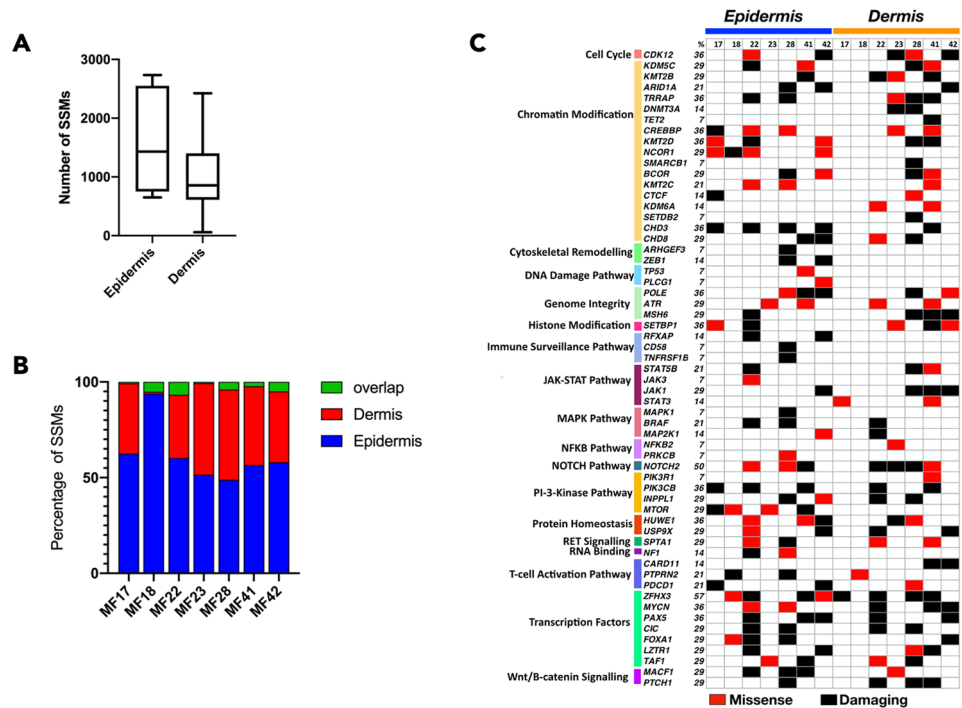 A
3000
2000
1000
0
Number of SSMs
Epidermis
Dermis
B
100
50
0
Percentage of SSMs
MF17
MF18
MF22
MF23
MF28
MF41
MF42
overlap
Dermis
Epidermis
C
Epidermis Dermis
% 17 18 22 23 28 41 42 17 18 22 23 28 41 42
Cell Cycle CDK12 36
KDM5C 29
KMT2B 29
ARID1A 21
TRRAP 36
DNMT3A 14
Chromatin Modification
TET2 7
CREBBP 36
KMT2D 36
NCOR1 29
SMARCB1 7
BCOR 29
KMT2C 21
CTCF 14
KDM6A 14
SETDB2 7
CHD3 36
CHD8 29
Cytoskeletal Remodelling ARHGEF3 7
ZEB1 14
DNA Damage Pathway TP53 7
PLCG1 7
POLE 36
Genome Integrity ATR 29
MSH6 29
Histone Modification SETBP1 36
RFXAP 14
Immune Surveillance Pathway CD58 7
TNFRSF1B 7
STAT5B 21
JAK-STAT Pathway JAK3 7
JAK1 29
STAT3 14
MAPK1 7
MAPK Pathway BRAF 21
MAP2K1 14
NFKB Pathway NFKB2 7
PRKCB 7
NOTCH Pathway NOTCH2 50
PIK3R1 7
PI-3-Kinase Pathway PIK3CB 36
INPPL1 29
MTOR 29
Protein Homeostasis HUWE1 36
USP9X 29
RET Signalling SPTA1 29
RNA Binding NF1 14
CARD11 14
T-cell Activation Pathway PTPRN2 21
PDCD1 21
ZFHX3 57
MYCN 36
Transcription Factors PAX5 36
CIC 29
FOXA1 29
LZTR1 29
TAF1 29
Wnt/B-catenin Signalling MACF1 29
PTCH1 29
Missense Damaging